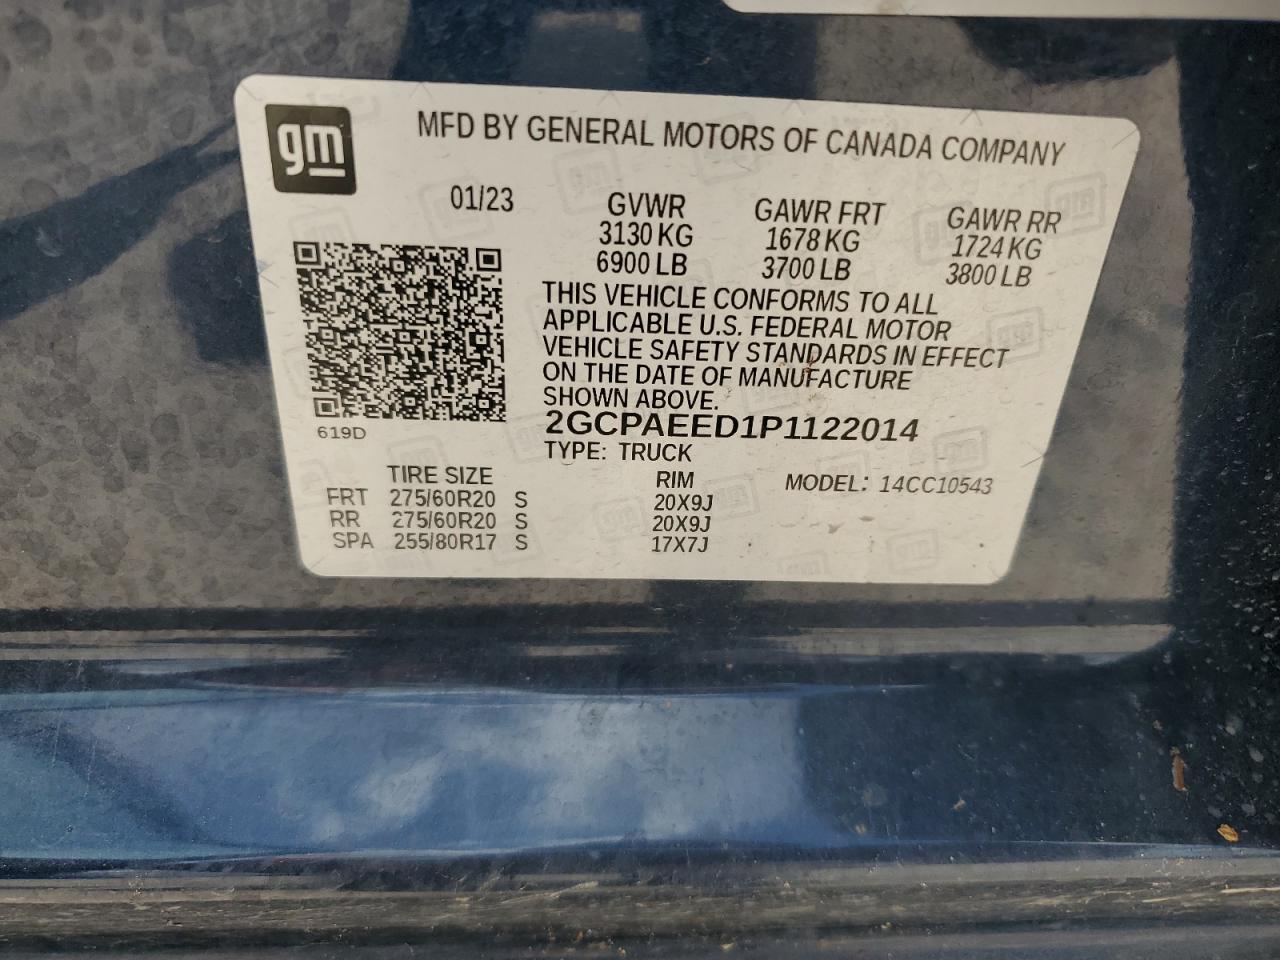 gm
MFD BY GENERAL MOTORS OF CANADA COMPANY
01/23 GVWR GAWR FRT GAWR RR
3130 KG 1678 KG 1724 KG
6900 LB 3700 LB 3800 LB
THIS VEHICLE CONFORMS TO ALL
APPLICABLE U.S. FEDERAL MOTOR
VEHICLE SAFETY STANDARDS IN EFFECT
ON THE DATE OF MANUFACTURE
SHOWN ABOVE.
619D
2GCPAEED1P1122014
TYPE: TRUCK
TIRE SIZE RIM MODEL: 14CC10543
FRT 275/60R20 S 20X9J
RR 275/60R20 S 20X9J
SPA 255/80R17 S 17X7J